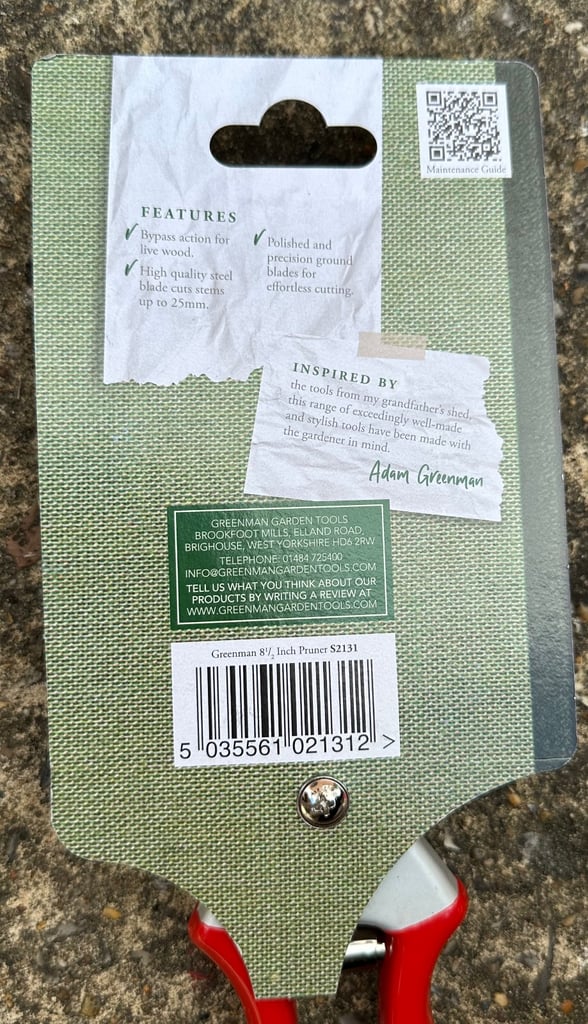 Maintenance Guide
FEATURES
✓ Bypass action for
live wood.
✓ High quality steel
blade cuts stems
up to 25mm.
✓ Polished and
precision ground
blades for
effortless cutting.
INSPIRED BY
the tools from my grandfather's shed,
this range of exceedingly well-made
and stylish tools have been made with
the gardener in mind.
Adam Greenman
GREENMAN GARDEN TOOLS
BROOKFOOT MILLS, ELLAND ROAD,
BRIGHOUSE, WEST YORKSHIRE HD6 2RW
TELEPHONE: 01484 725400
INFO@GREENMANGARDENTOOLS.COM
TELL US WHAT YOU THINK ABOUT OUR
PRODUCTS BY WRITING A REVIEW AT
WWW.GREENMANGARDENTOOLS.COM
Greenman 8½ Inch Pruner S2131
5 035561 021312 >